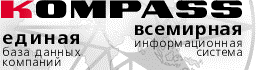 KOMPASS
единая
база данных
компаний
всемирная
информационная
система